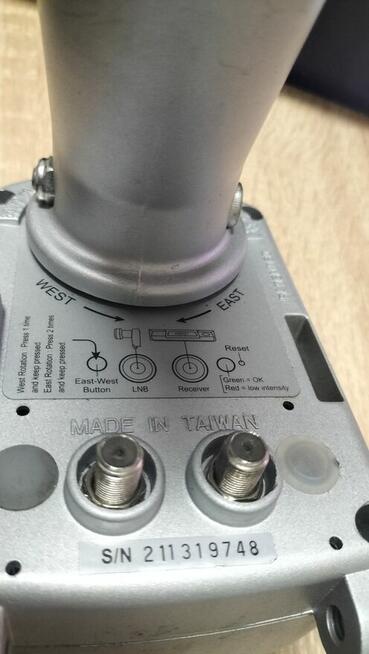 WEST
EAST
West Rotation : Press 1 time
and keep pressed
East Rotation : Press 2 times
and keep pressed
East-West
Button
LNB
Receiver
Reset
Green = OK
Red = low intensity
MADE IN TAIWAN
S/N 211319748